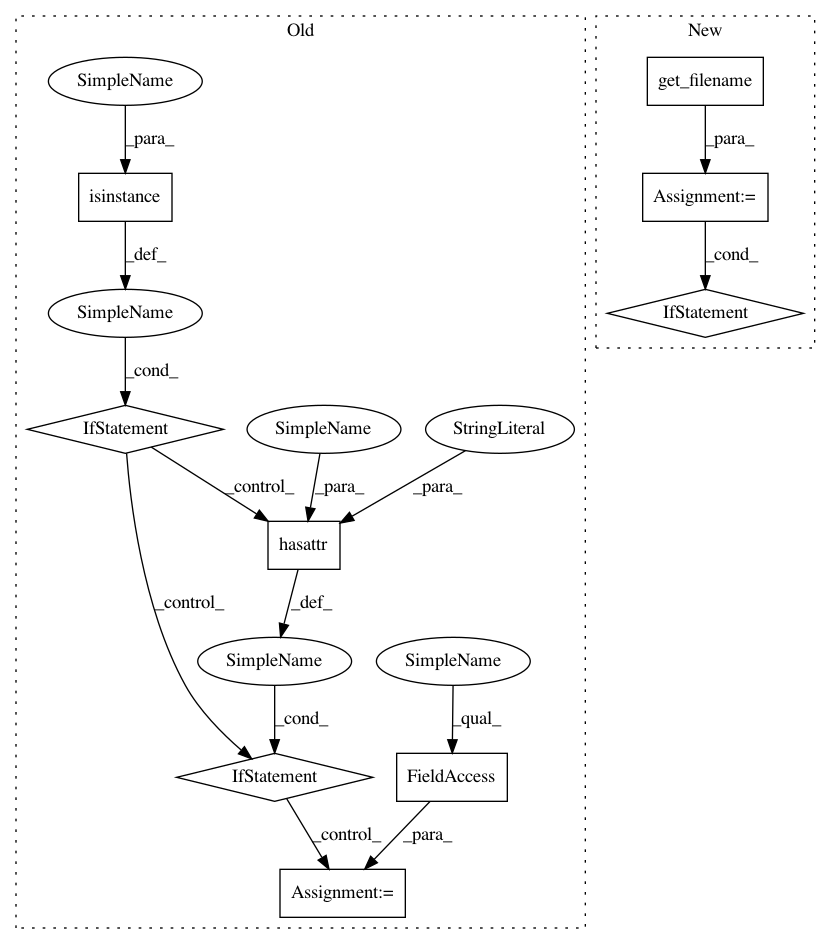 Old
New
SimpleName
get_filename
_para_
_para_
isinstance
Assignment:=
_def_
_cond_
SimpleName
IfStatement
_cond_
IfStatement
SimpleName
StringLiteral
_control_
_para_
_para_
hasattr
_control_
_def_
SimpleName
SimpleName
_cond_
_qual_
IfStatement
FieldAccess
_control_
_para_
Assignment:=